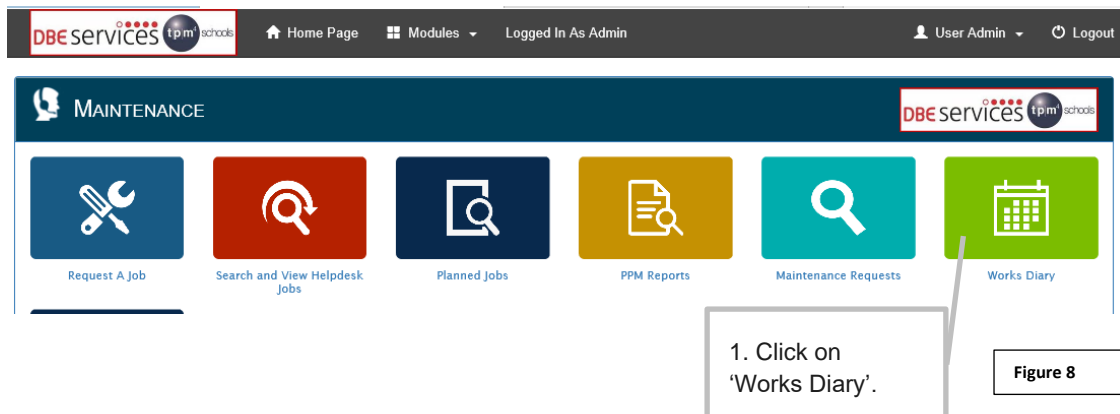 DBE services tpm4 schools
Home Page
Modules
Logged In As Admin
User Admin
Logout
MAINTENANCE
DBE services tpm4 schools
Request A Job
Search and View Helpdesk
Jobs
Planned Jobs
PPM Reports
Maintenance Requests
Works Diary
1. Click on
‘Works Diary’.
Figure 8